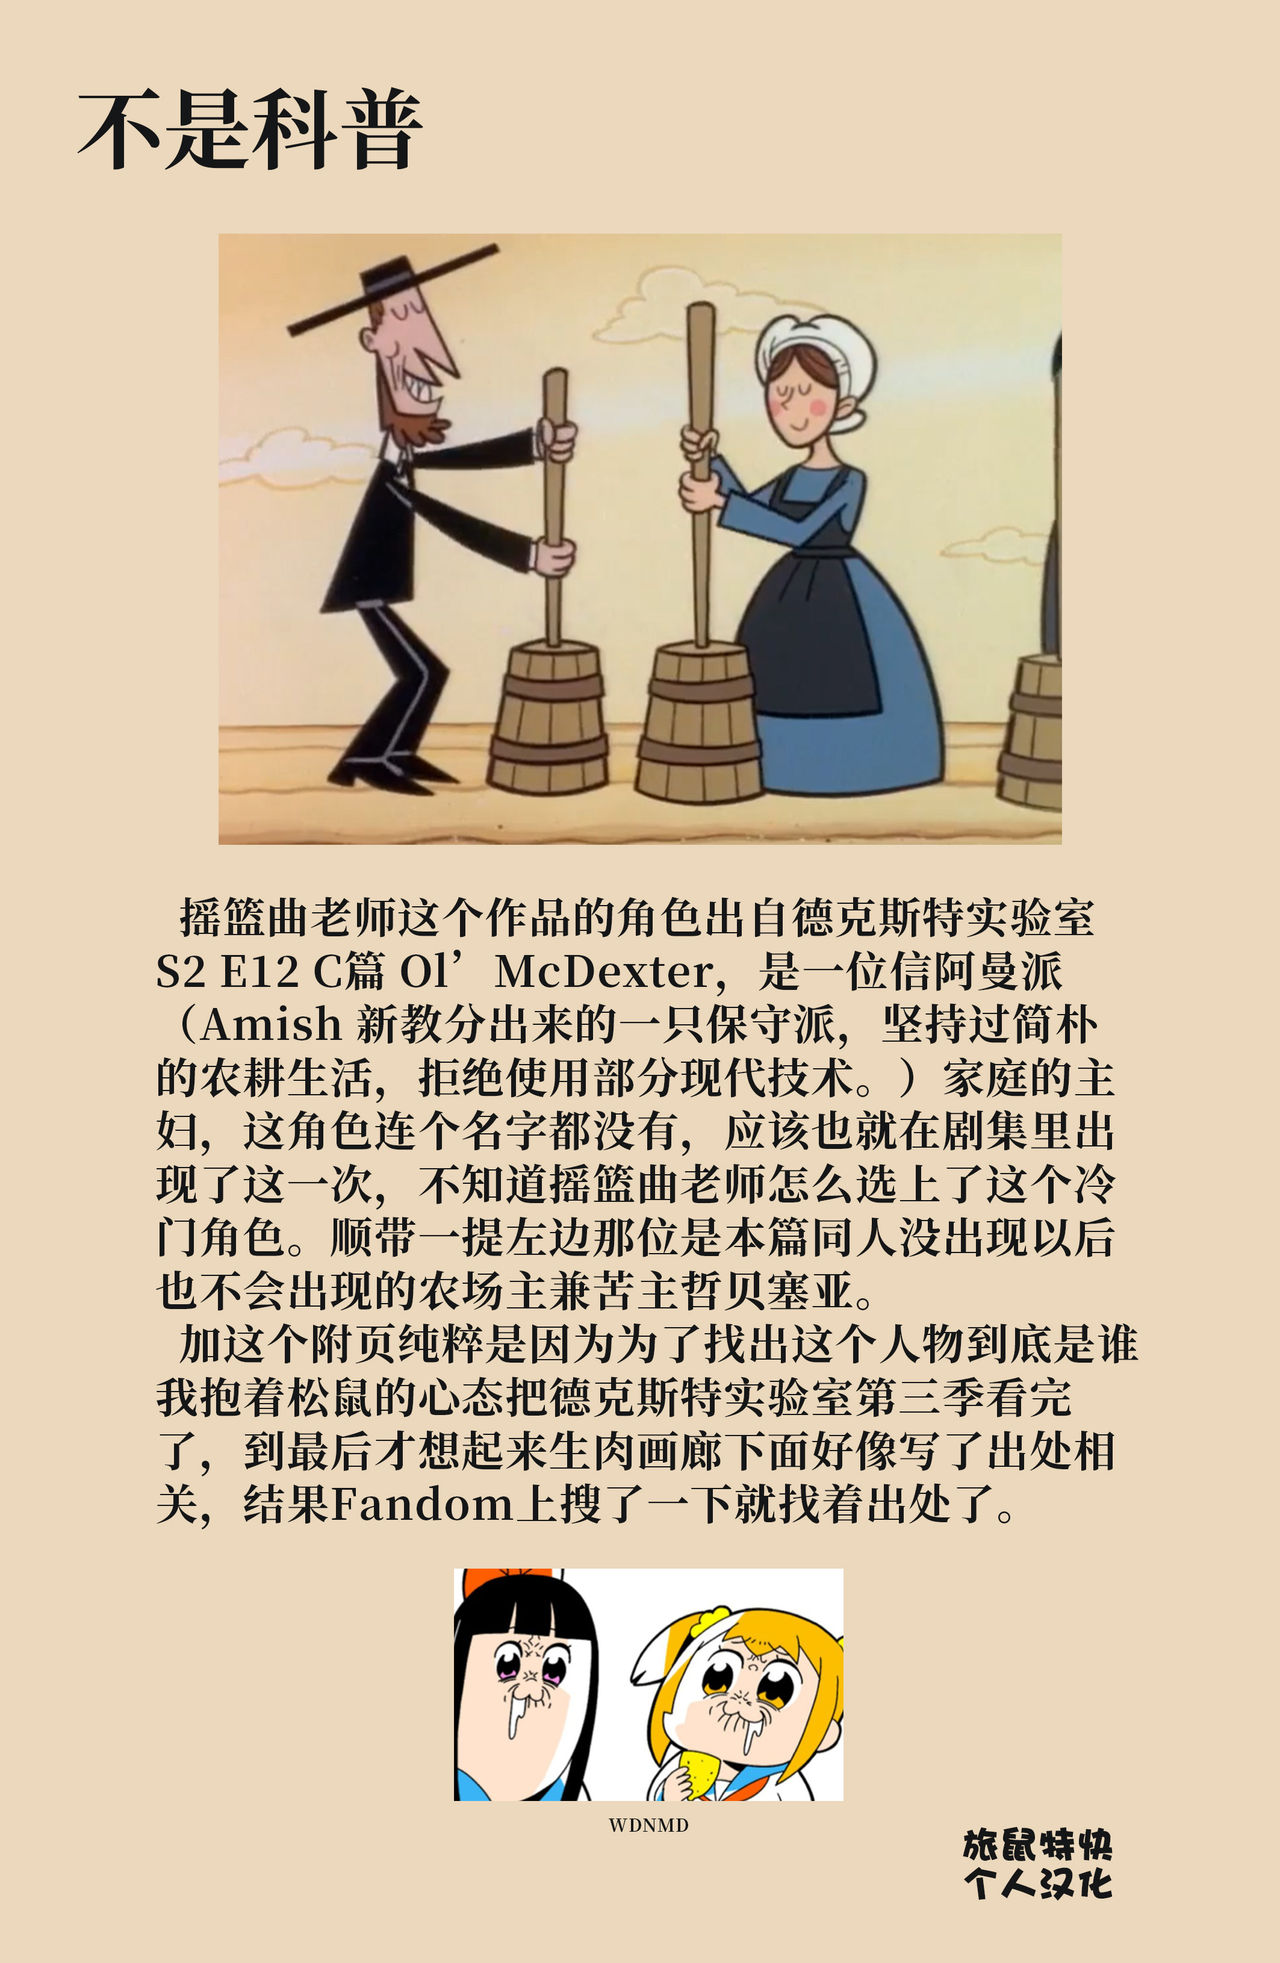 不是科普
摇篮曲老师这个作品的角色出自德克斯特实验室
S2 E12 C篇 Ol’McDexter，是一位信阿曼派
（Amish 新教分出来的一只保守派，坚持过简朴
的农耕生活，拒绝使用部分现代技术。）家庭的主
妇，这角色连个名字都没有，应该也就在剧集里出
现了这一次，不知道摇篮曲老师怎么选上了这个冷
门角色。顺带一提左边那位是本篇同人没出现以后
也不会出现的农场主兼苦主哲贝塞亚。
加这个附页纯粹是因为为了找出这个人物到底是谁
我抱着松鼠的心态把德克斯特实验室第三季看完
了，到最后才想起来生肉画廊下面好像写了出处相
关，结果Fandom上搜了一下就找着出处了。
WDNMD
旅鼠特快
个人汉化